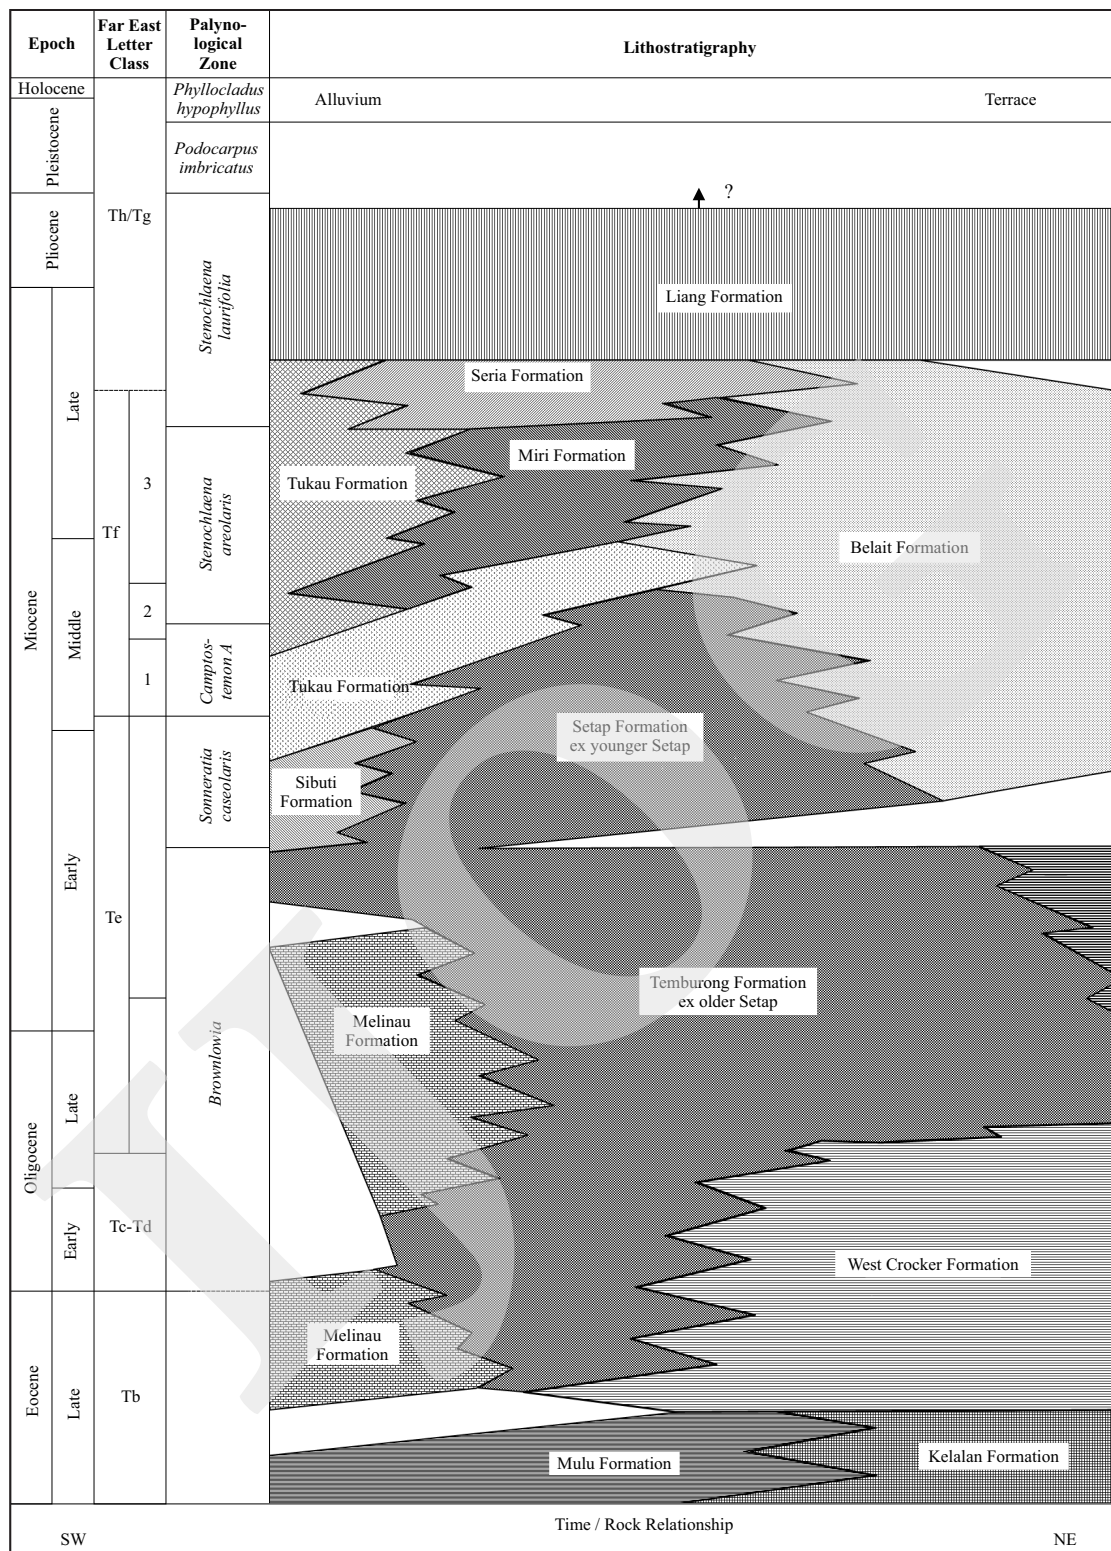 Epoch
Far East
Letter
Class
Palyno-
logical
Zone
Lithostratigraphy
Holocene
Pleistocene
Pliocene
Miocene
Late
Middle
Early
Oligocene
Late
Early
Eocene
Late
Th/Tg
Tf
3
2
1
Te
Tc-Td
Tb
Phyllocladus
hypophyllus
Podocarpus
imbricatus
Stenochlaena
laurifolia
Stenochlaena
areolaris
Camptos-
temon A
Sonneratia
caseolaris
Brownlowia
Alluvium
Terrace
?
Liang Formation
Seria Formation
Miri Formation
Tukau Formation
Belait Formation
Tukau Formation
Setap Formation
ex younger Setap
Sibuti
Formation
Temburong Formation
ex older Setap
Melinau
Formation
West Crocker Formation
Melinau
Formation
Mulu Formation
Kelalan Formation
Time / Rock Relationship
SW
NE